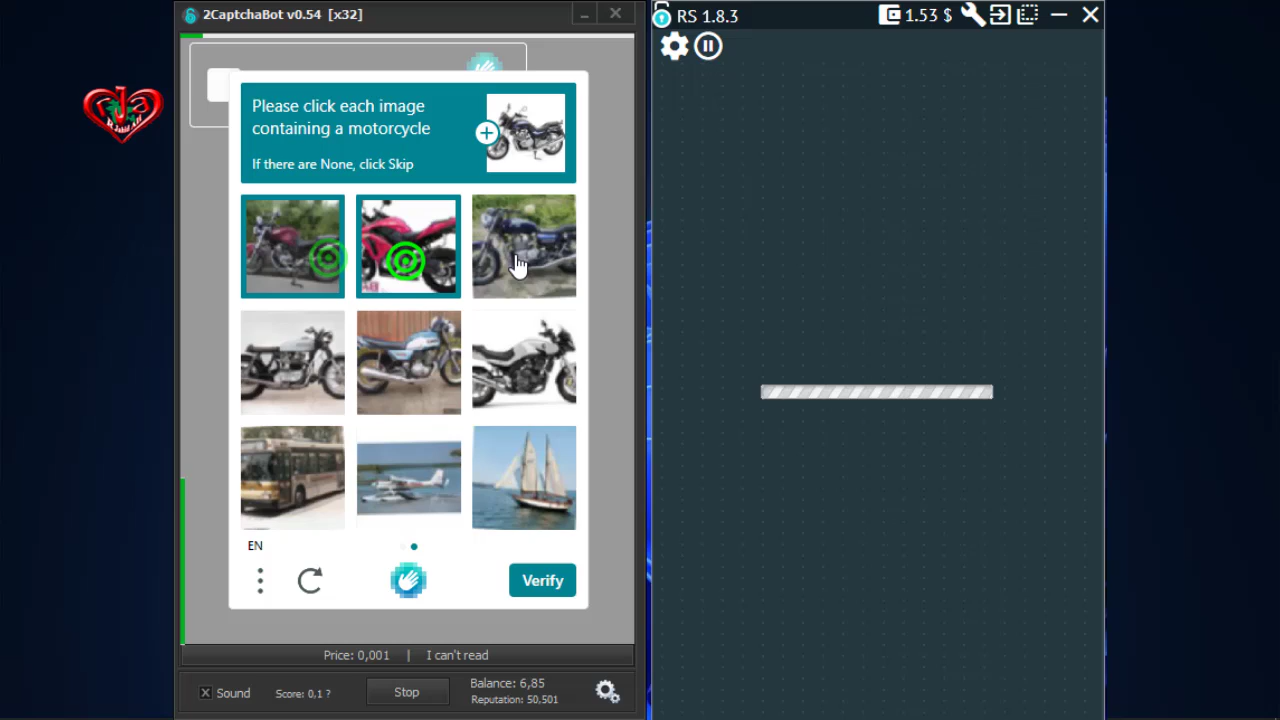 2CaptchaBot v0.54 [x32]
RS 1.8.3
1.53 $
Please click each image
containing a motorcycle
If there are None, click Skip
EN
Verify
Price: 0,001 | I can't read
Sound
Score: 0,1 ?
Stop
Balance: 6,85
Reputation: 50,501